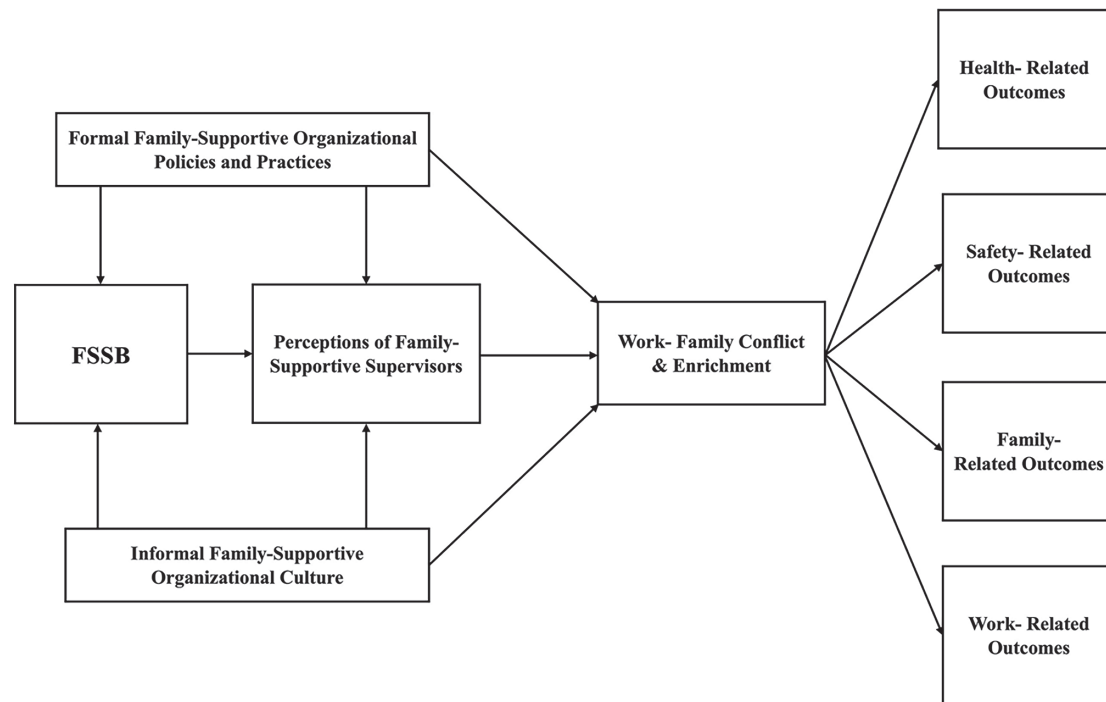 Formal Family-Supportive Organizational
Policies and Practices
FSSB
Perceptions of Family-
Supportive Supervisors
Informal Family-Supportive
Organizational Culture
Work- Family Conflict
& Enrichment
Health- Related
Outcomes
Safety- Related
Outcomes
Family-
Related Outcomes
Work- Related
Outcomes